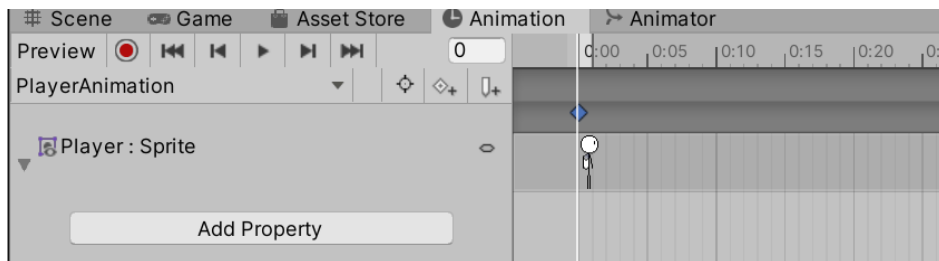 Scene Game Asset Store Animation Animator
Preview 0 0:00 0:05 0:10 0:15 0:20 0:
PlayerAnimation
Player : Sprite
Add Property